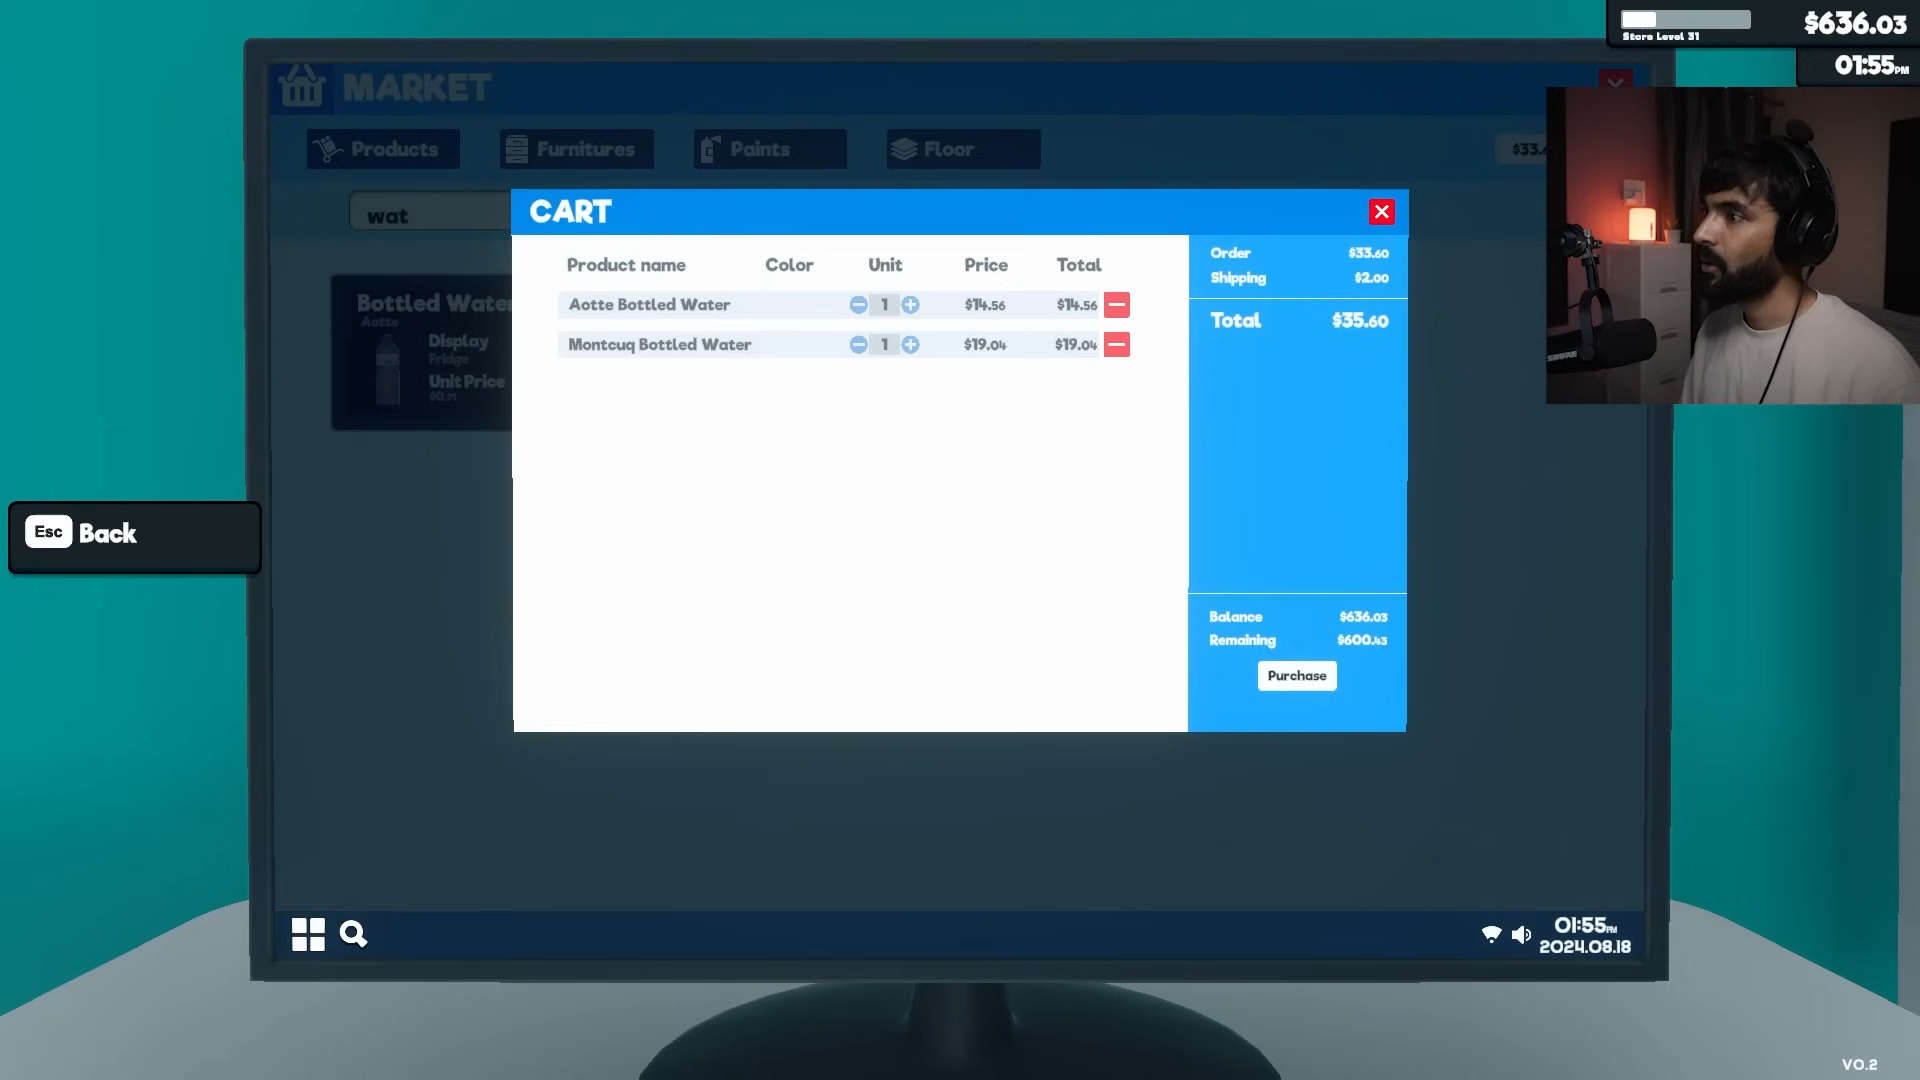 $636.03
Store Level 31
01:55PM
MARKET
Products
Furnitures
Paints
Floor
wat
CART
Product name Color Unit Price Total
Aotte Bottled Water 1 $14.56 $14.56
Montcuq Bottled Water 1 $19.04 $19.04
Order $33.60
Shipping $2.00
Total $35.60
Balance $636.03
Remaining $600.43
Purchase
Bottled Water
Aotte
Display
Fridge
Unit Price
Esc Back
SHURE
01:55PM
2024.08.18
V0.2